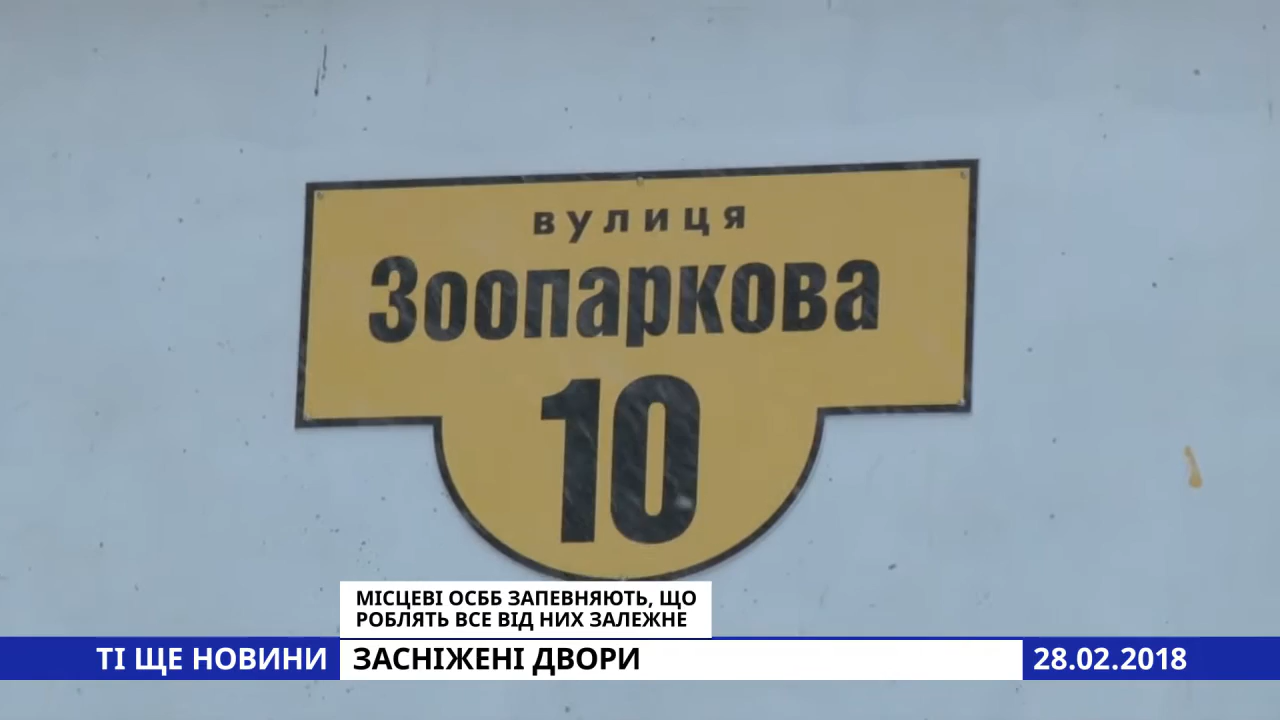 вулиця
Зоопаркова
10
МІСЦЕВІ ОСББ ЗАПЕВНЯЮТЬ, ЩО
РОБЛЯТЬ ВСЕ ВІД НИХ ЗАЛЕЖНЕ
ТІ ЩЕ НОВИНИ
ЗАСНІЖЕНІ ДВОРИ
28.02.2018